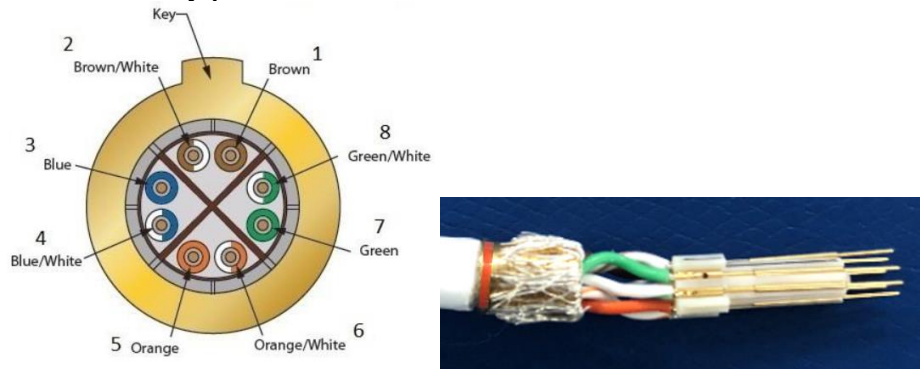 Key
2
Brown/White
1
Brown
3
Blue
8
Green/White
4
Blue/White
7
Green
5
Orange
6
Orange/White